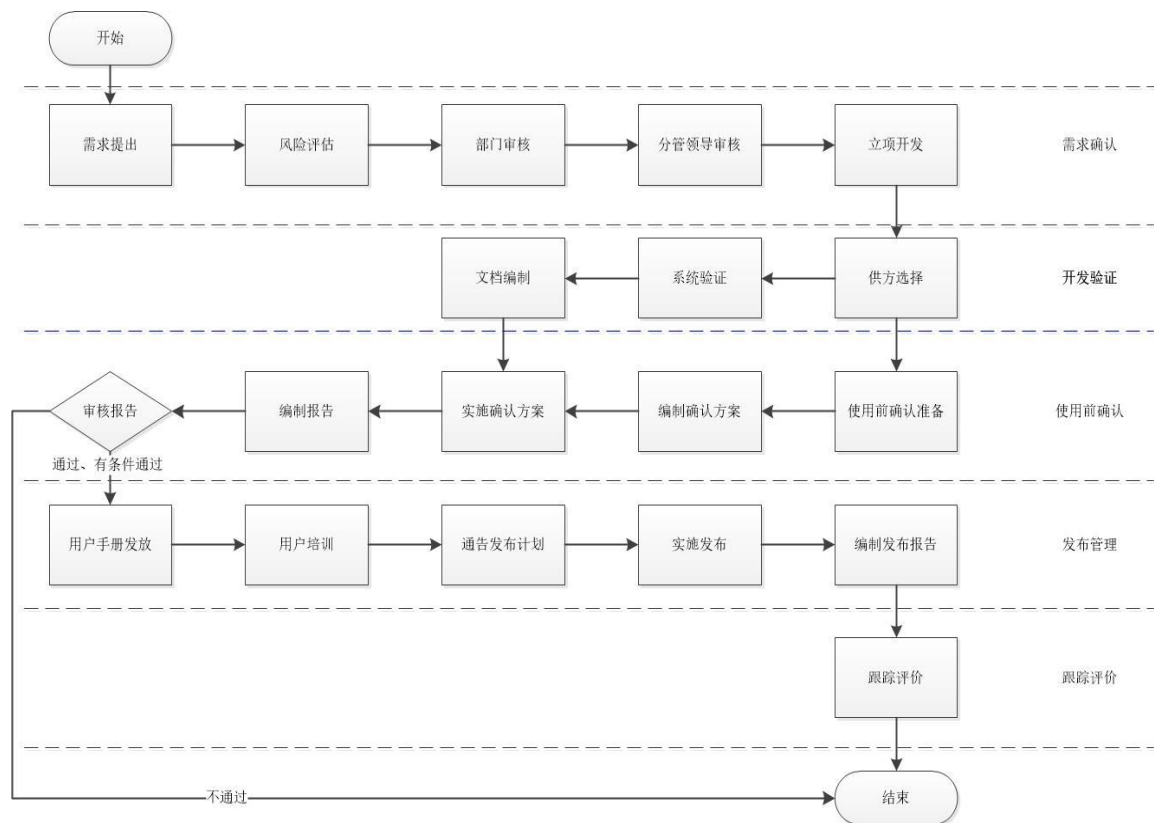 开始
需求提出
风险评估
部门审核
分管领导审核
立项开发
需求确认
文档编制
系统验证
供方选择
开发验证
审核报告
编制报告
实施确认方案
编制确认方案
使用前确认准备
使用前确认
通过、有条件通过
用户手册发放
用户培训
通告发布计划
实施发布
编制发布报告
发布管理
跟踪评价
跟踪评价
不通过
结束